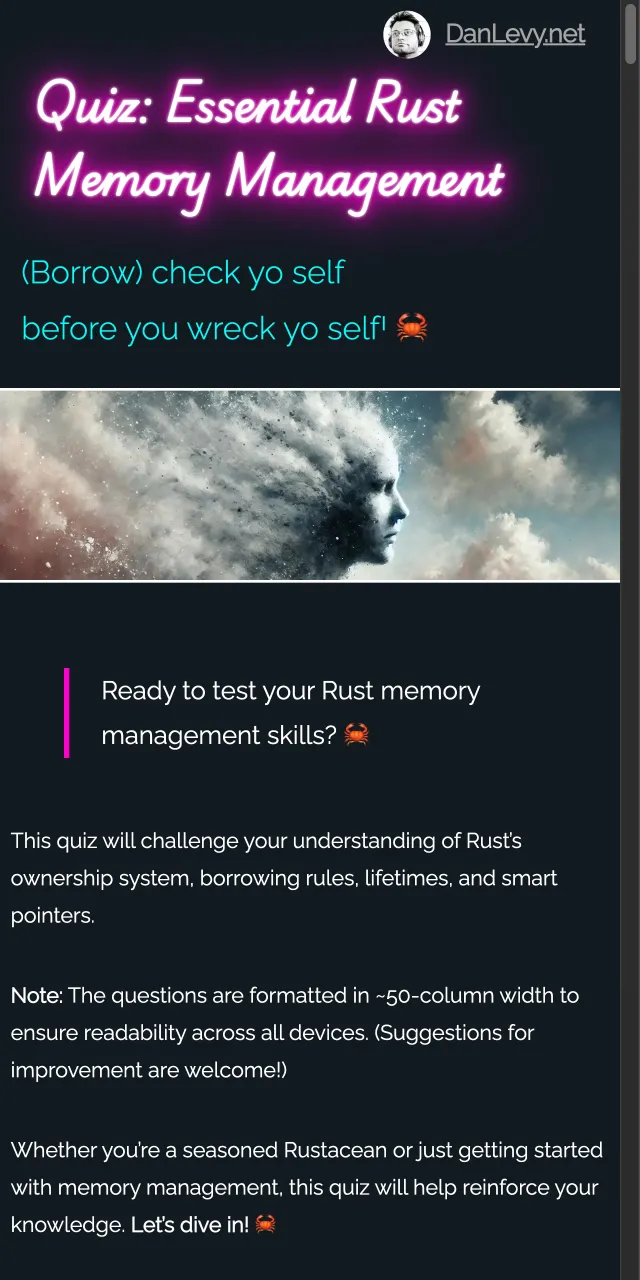 DanLevy.net
Quiz: Essential Rust
Memory Management
(Borrow) check yo self
before you wreck yo self! 🦀
Ready to test your Rust memory
management skills? 🦀
This quiz will challenge your understanding of Rust’s
ownership system, borrowing rules, lifetimes, and smart
pointers.
Note: The questions are formatted in ~50-column width to
ensure readability across all devices. (Suggestions for
improvement are welcome!)
Whether you’re a seasoned Rustacean or just getting started
with memory management, this quiz will help reinforce your
knowledge. Let’s dive in! 🦀